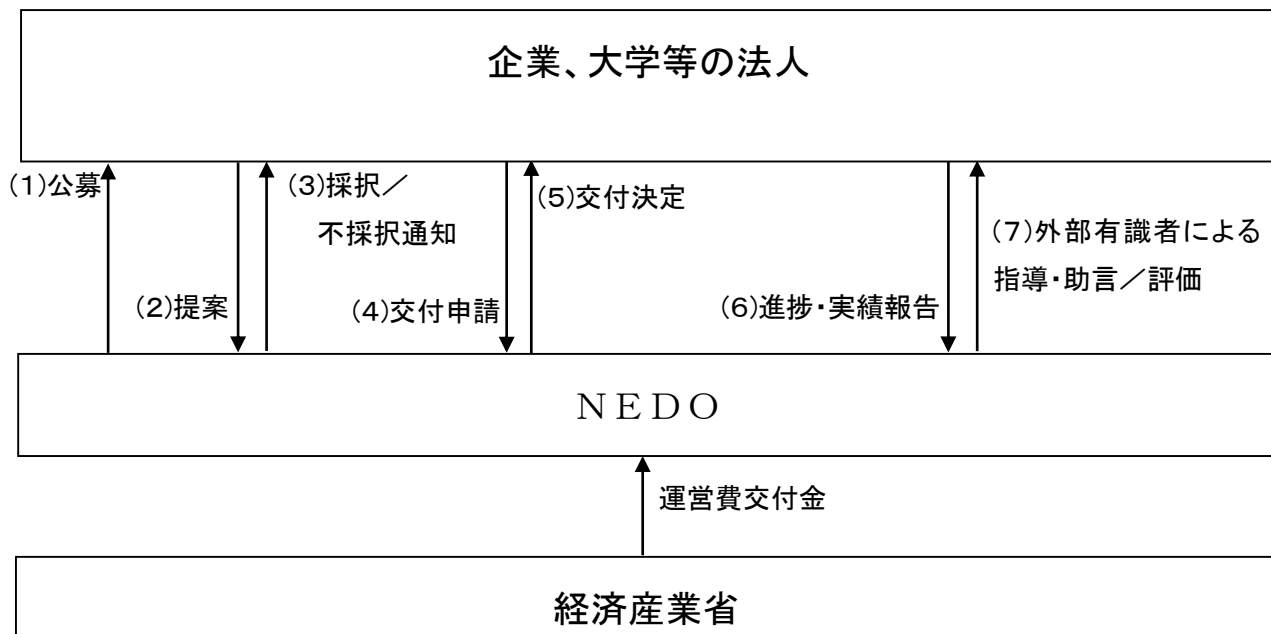 企業、大学等の法人
(1)公募
(2)提案
(3)採択／
不採択通知
(4)交付申請
(5)交付決定
(6)進捗・実績報告
(7)外部有識者による
指導・助言／評価
ＮＥＤＯ
運営費交付金
経済産業省